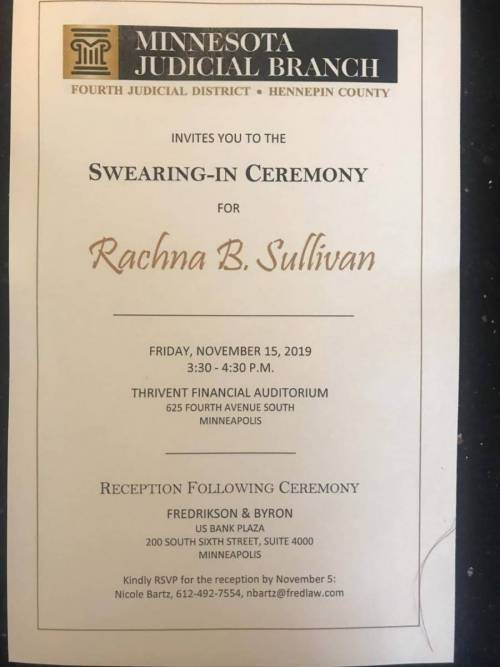 MINNESOTA
JUDICIAL BRANCH
FOURTH JUDICIAL DISTRICT • HENNEPIN COUNTY
INVITES YOU TO THE
SWEARING-IN CEREMONY
FOR
Rachna B. Sullivan
FRIDAY, NOVEMBER 15, 2019
3:30 - 4:30 P.M.
THRIVENT FINANCIAL AUDITORIUM
625 FOURTH AVENUE SOUTH
MINNEAPOLIS
RECEPTION FOLLOWING CEREMONY
FREDRIKSON & BYRON
US BANK PLAZA
200 SOUTH SIXTH STREET, SUITE 4000
MINNEAPOLIS
Kindly RSVP for the reception by November 5:
Nicole Bartz, 612-492-7554, nbartz@fredlaw.com